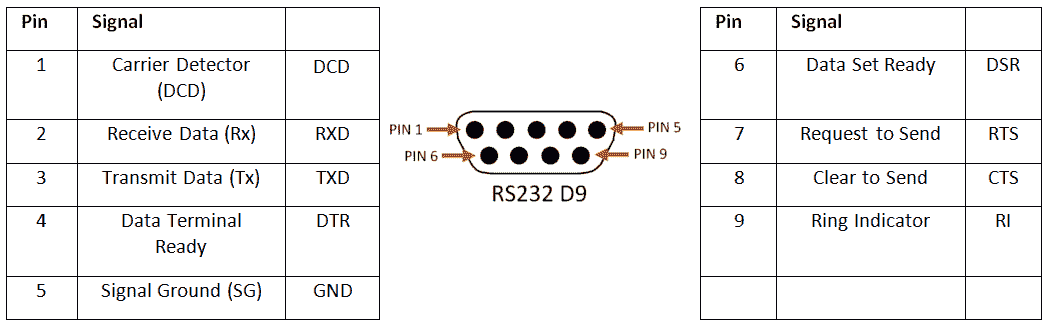 Pin Signal
1 Carrier Detector DCD
(DCD)
2 Receive Data (Rx) RXD
3 Transmit Data (Tx) TXD
4 Data Terminal DTR
Ready
5 Signal Ground (SG) GND
PIN 1 PIN 5
PIN 6 PIN 9
RS232 D9
Pin Signal
6 Data Set Ready DSR
7 Request to Send RTS
8 Clear to Send CTS
9 Ring Indicator RI